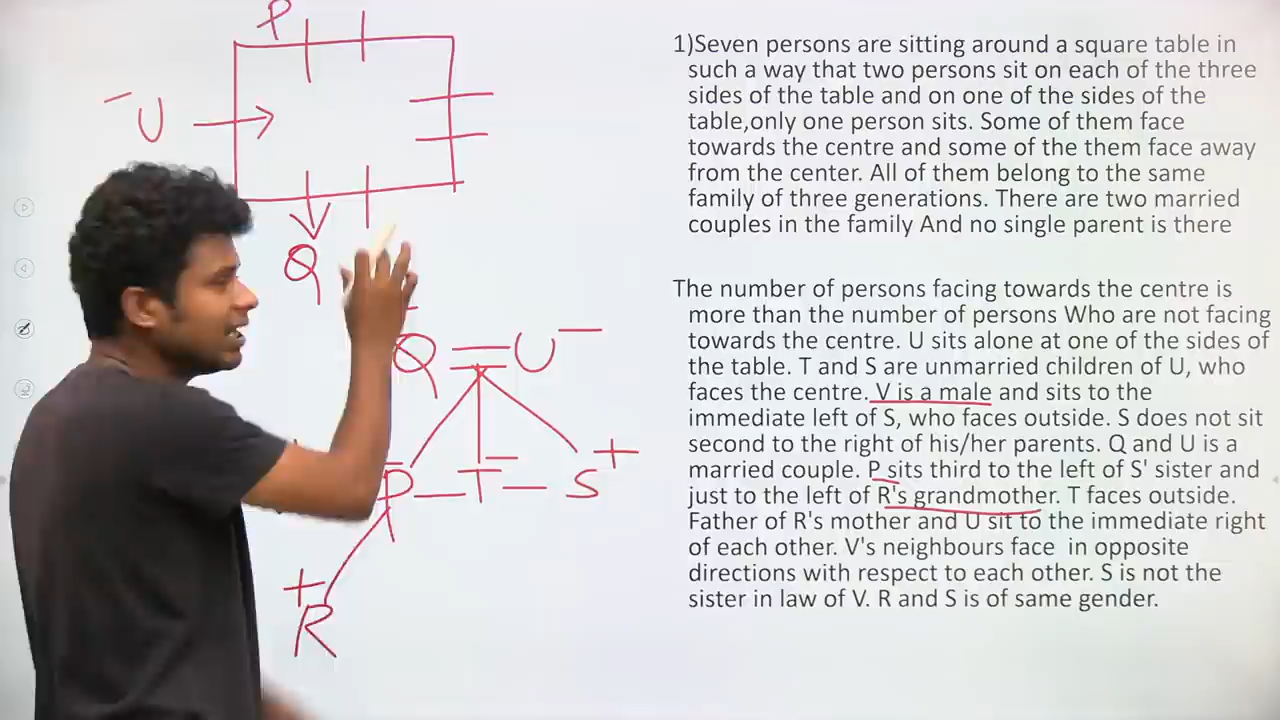 P
- U
Q
- Q = U -
- P - T - S +
+ R
1)Seven persons are sitting around a square table in
such a way that two persons sit on each of the three
sides of the table and on one of the sides of the
table,only one person sits. Some of them face
towards the centre and some of the them face away
from the center. All of them belong to the same
family of three generations. There are two married
couples in the family And no single parent is there
The number of persons facing towards the centre is
more than the number of persons Who are not facing
towards the centre. U sits alone at one of the sides of
the table. T and S are unmarried children of U, who
faces the centre. V is a male and sits to the
immediate left of S, who faces outside. S does not sit
second to the right of his/her parents. Q and U is a
married couple. P sits third to the left of S' sister and
just to the left of R's grandmother. T faces outside.
Father of R's mother and U sit to the immediate right
of each other. V's neighbours face in opposite
directions with respect to each other. S is not the
sister in law of V. R and S is of same gender.